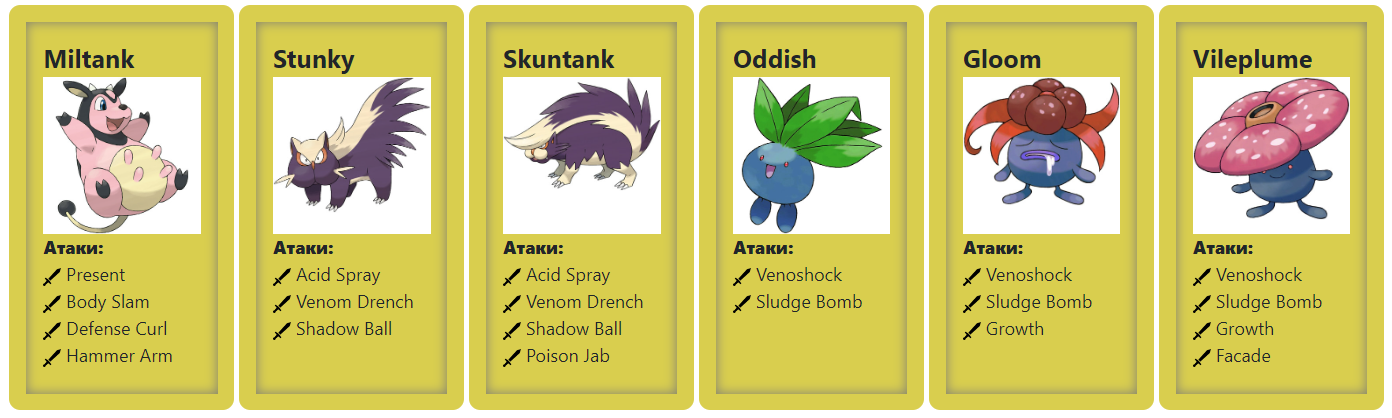 Miltank
Атаки:
Present
Body Slam
Defense Curl
Hammer Arm
Stunky
Атаки:
Acid Spray
Venom Drench
Shadow Ball
Skuntank
Атаки:
Acid Spray
Venom Drench
Shadow Ball
Poison Jab
Oddish
Атаки:
Venoshock
Sludge Bomb
Gloom
Атаки:
Venoshock
Sludge Bomb
Growth
Vileplume
Атаки:
Venoshock
Sludge Bomb
Growth
Facade